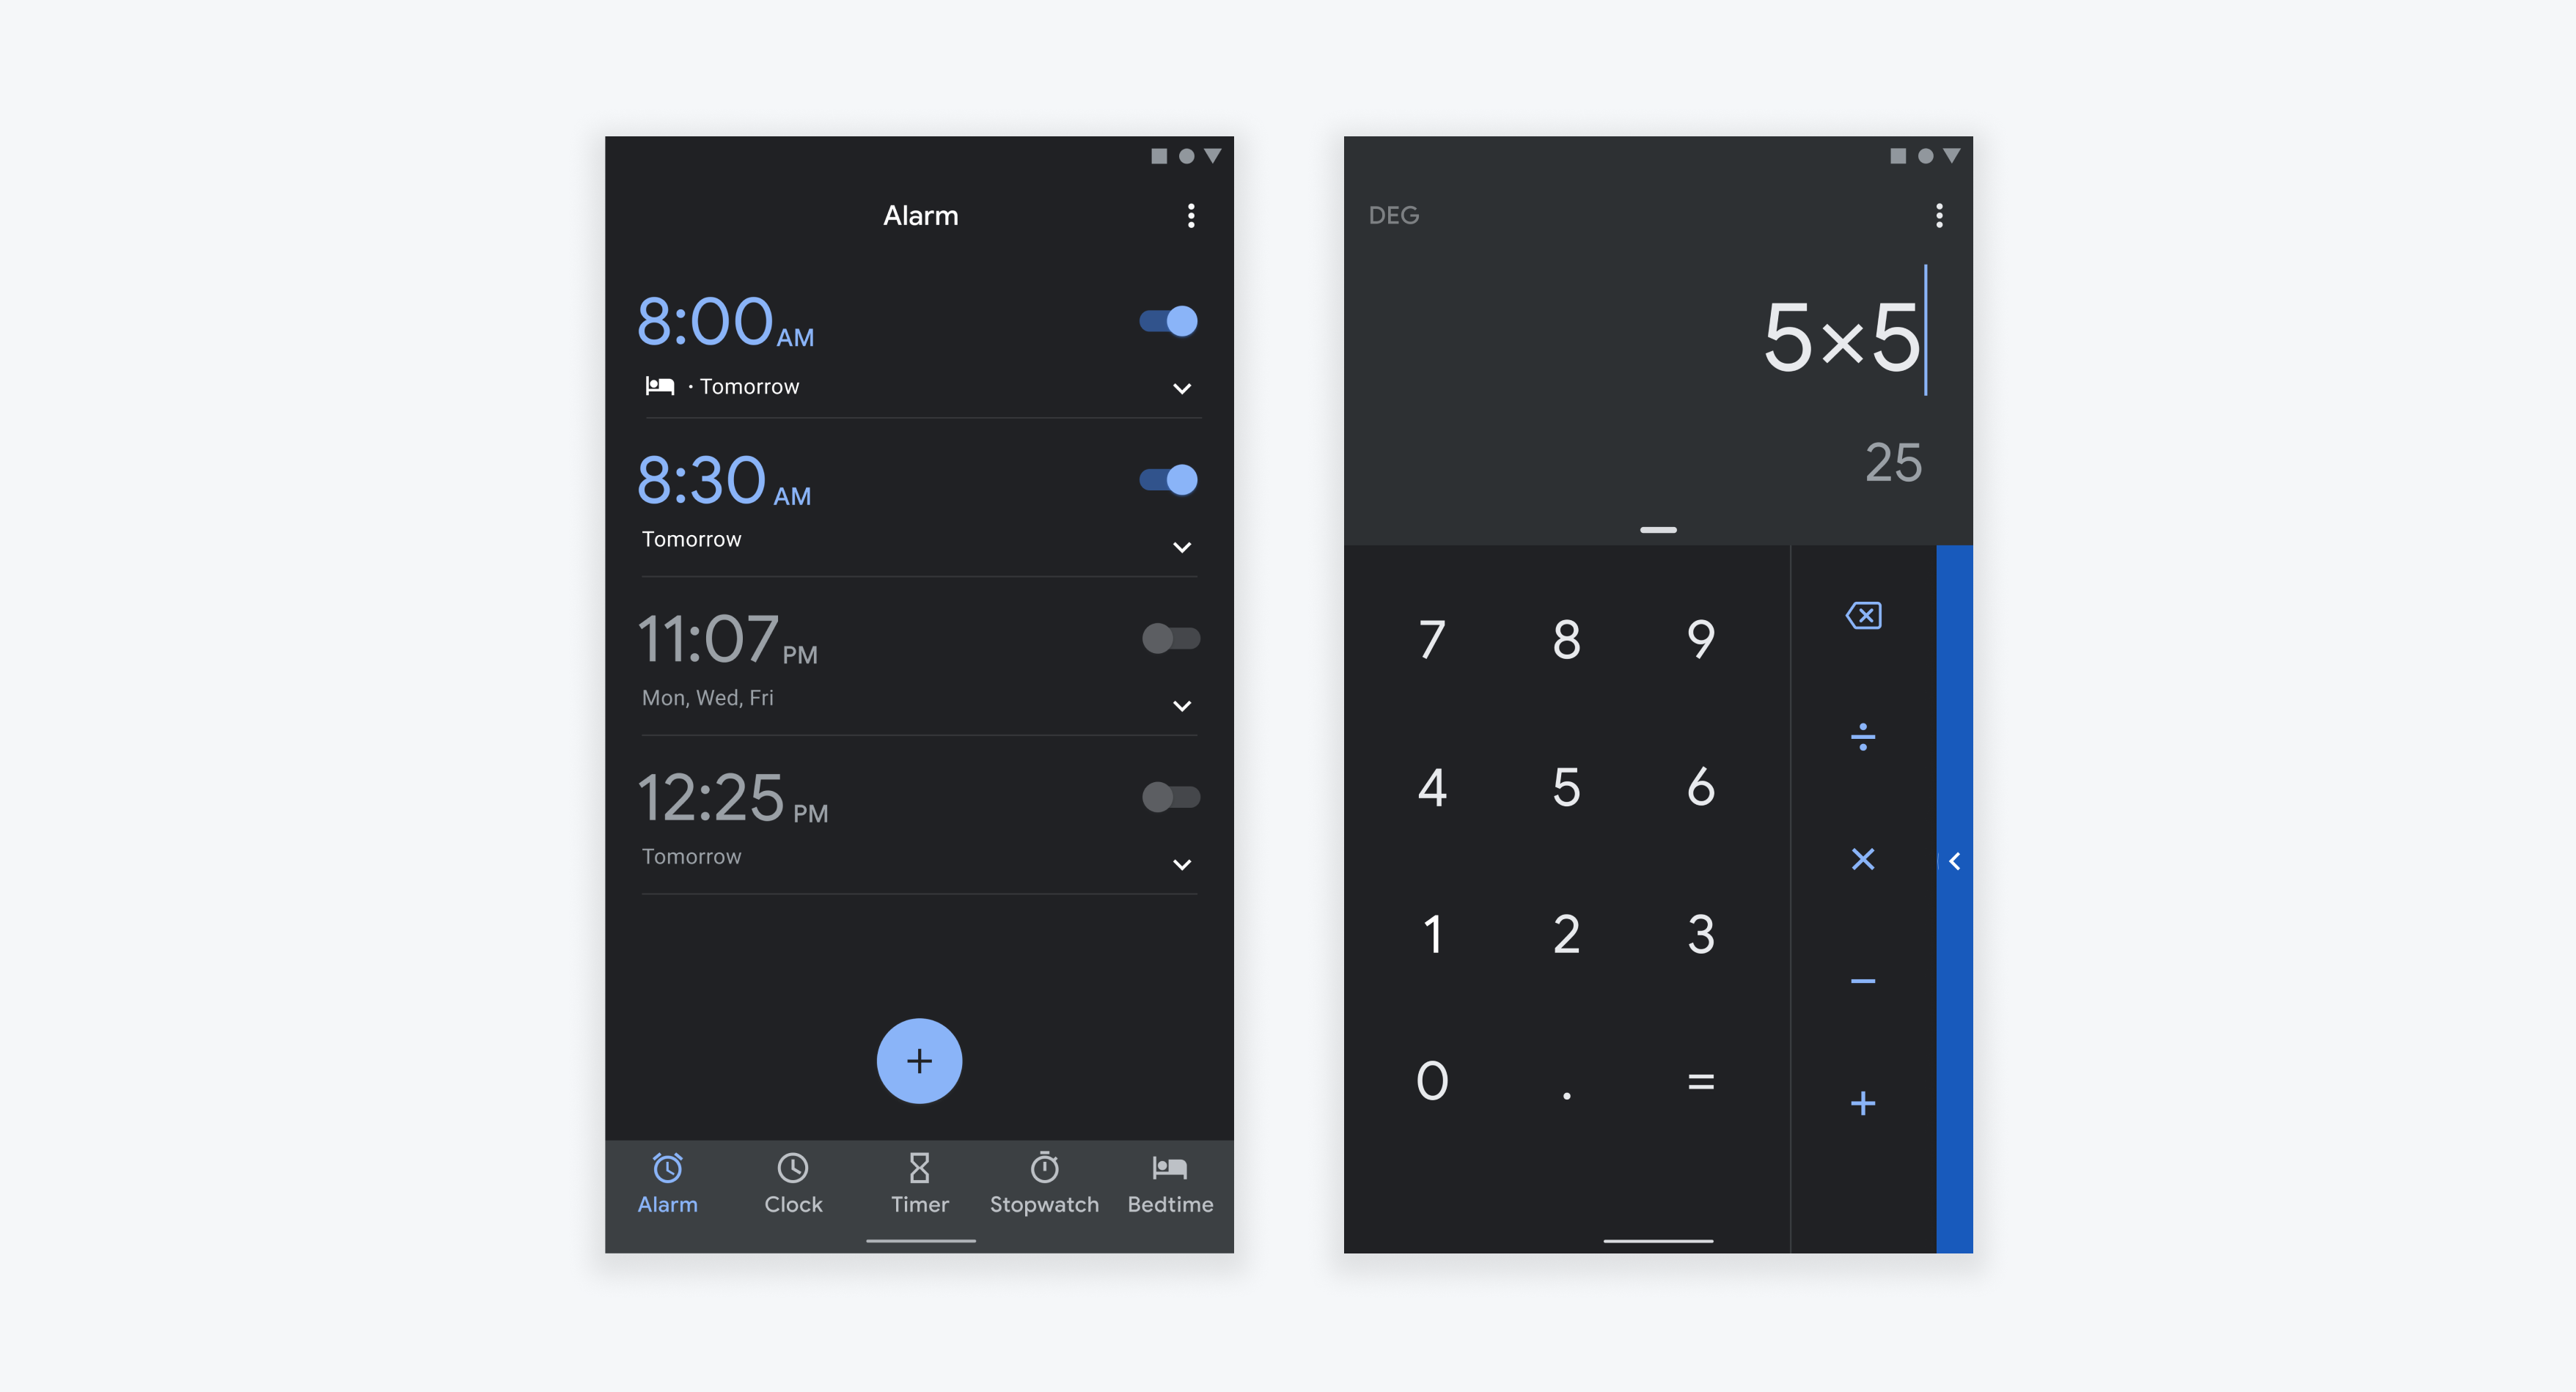 Alarm
8:00 AM
· Tomorrow
8:30 AM
Tomorrow
11:07 PM
Mon, Wed, Fri
12:25 PM
Tomorrow
+
Alarm Clock Timer Stopwatch Bedtime
DEG
5×5
25
7 8 9
÷
4 5 6
×
1 2 3
−
0 . =
+